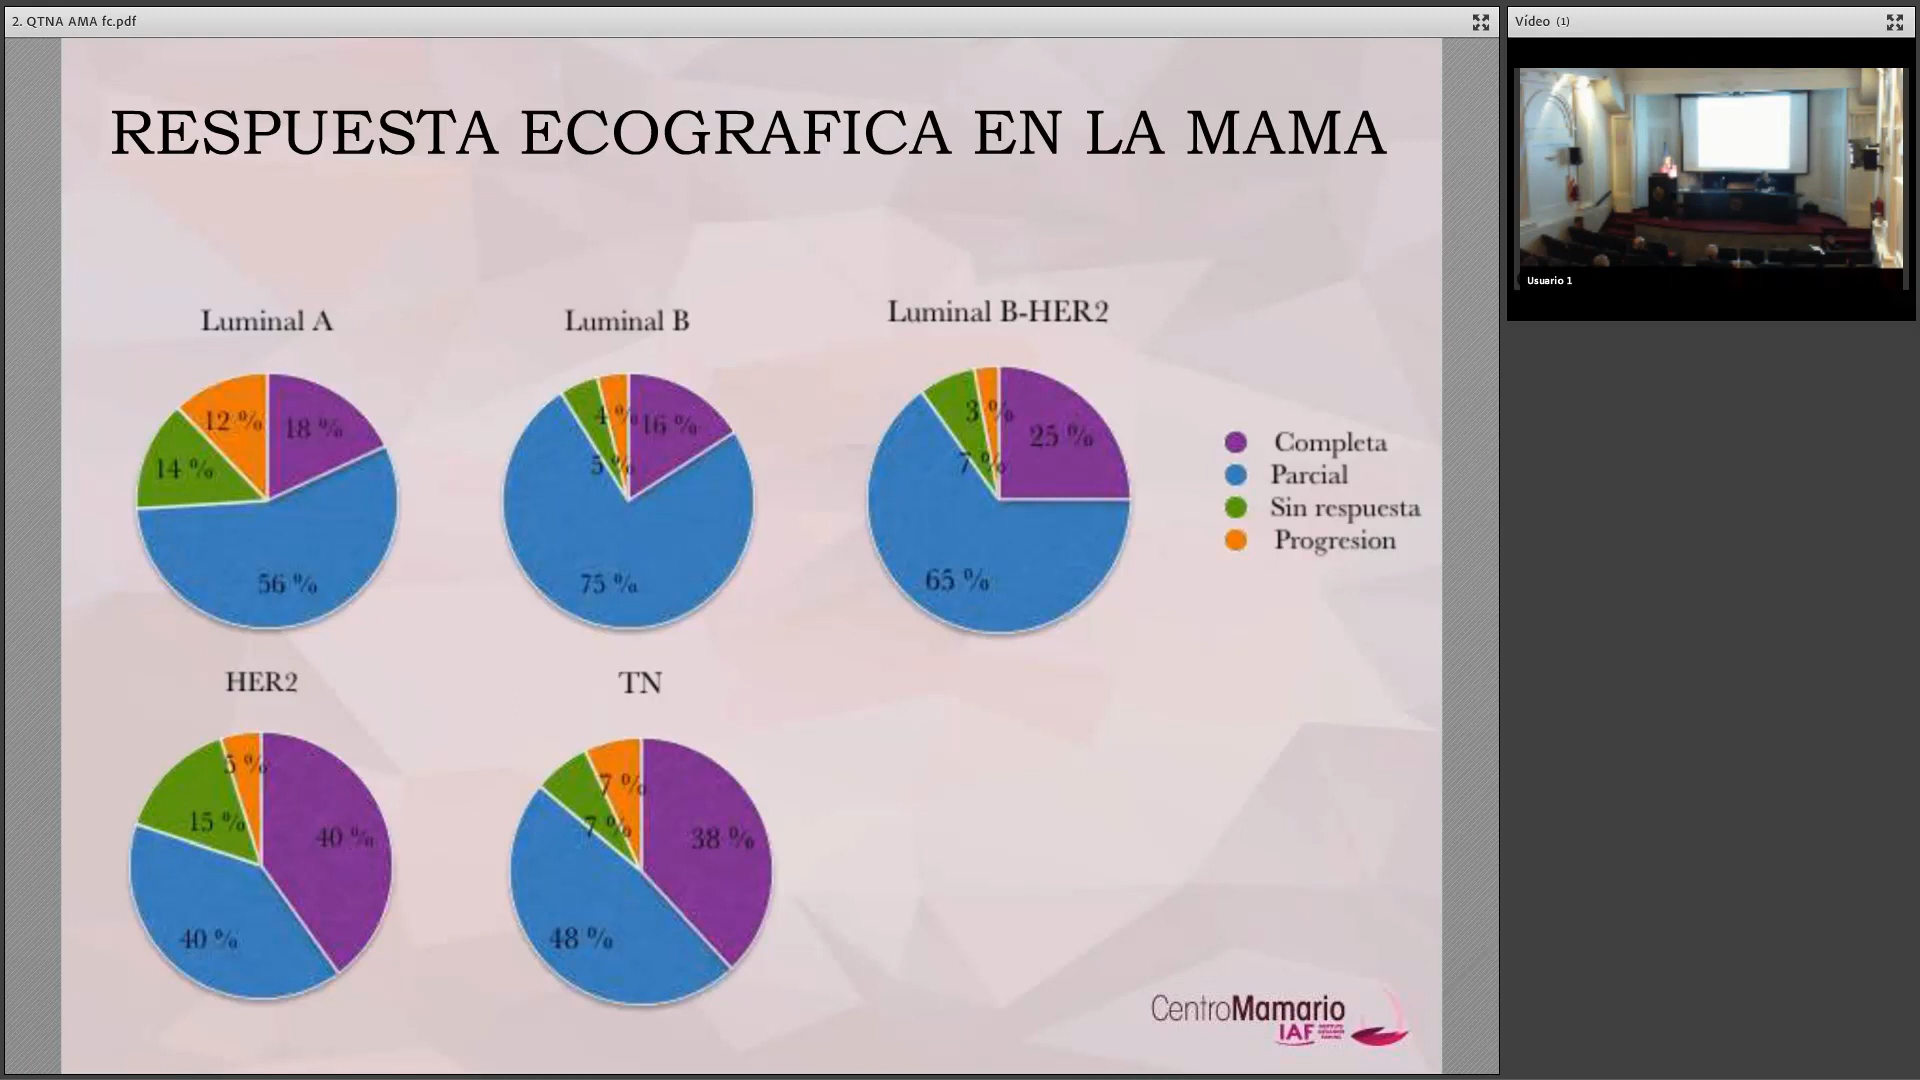 2. QTNA AMA fc.pdf
Vídeo (1)
RESPUESTA ECOGRAFICA EN LA MAMA
Usuario 1
Luminal A
Luminal B
Luminal B-HER2
12 %
18 %
14 %
56 %
4 %
16 %
5 %
75 %
3 %
25 %
7 %
65 %
Completa
Parcial
Sin respuesta
Progresion
HER2
TN
5 %
15 %
40 %
40 %
7 %
7 %
38 %
48 %
CentroMamario
IAF